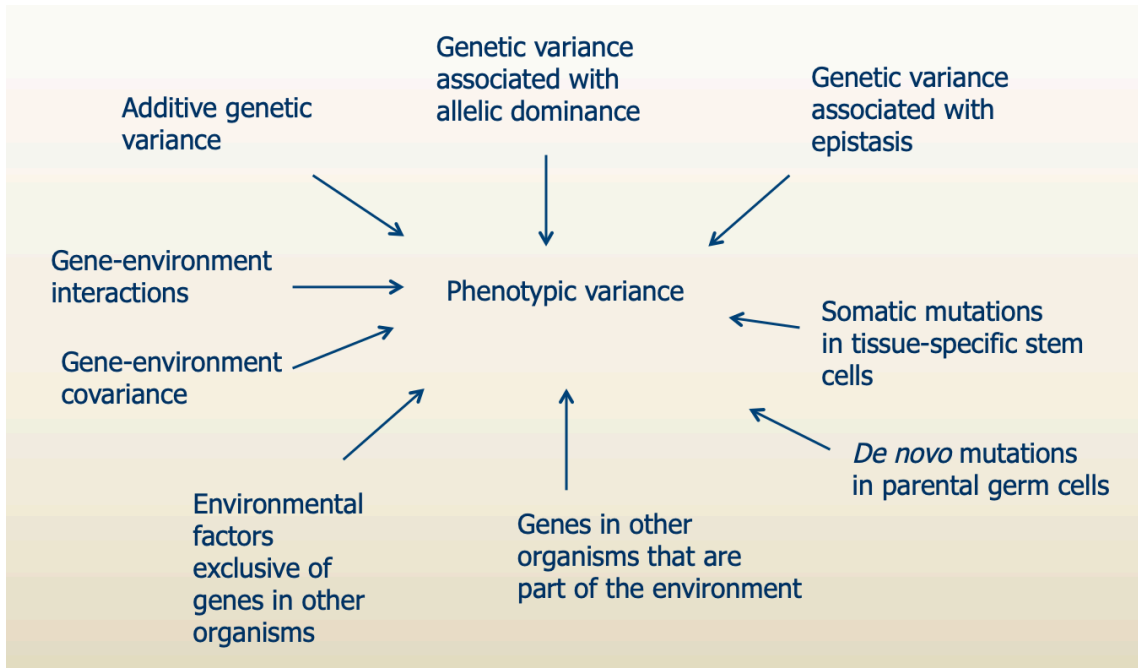 Genetic variance
associated with
allelic dominance
Genetic variance
associated with
epistasis
Additive genetic
variance
Gene-environment
interactions
Phenotypic variance
Somatic mutations
in tissue-specific stem
cells
Gene-environment
covariance
De novo mutations
in parental germ cells
Environmental
factors
exclusive of
genes in other
organisms
Genes in other
organisms that are
part of the environment